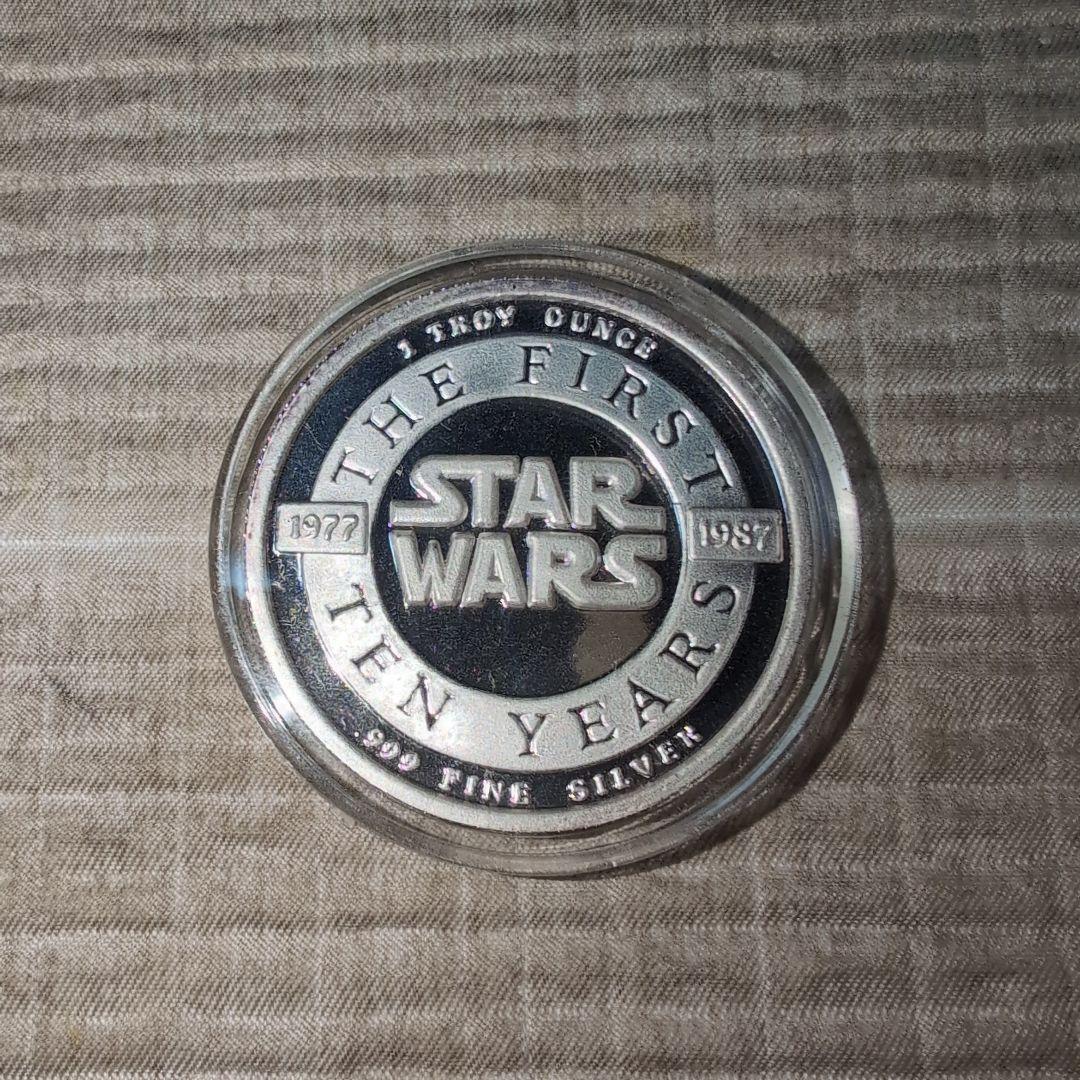 1 TROY OUNCE
THE FIRST
STAR
WARS
1977
1987
TEN YEARS
.999 FINE SILVER